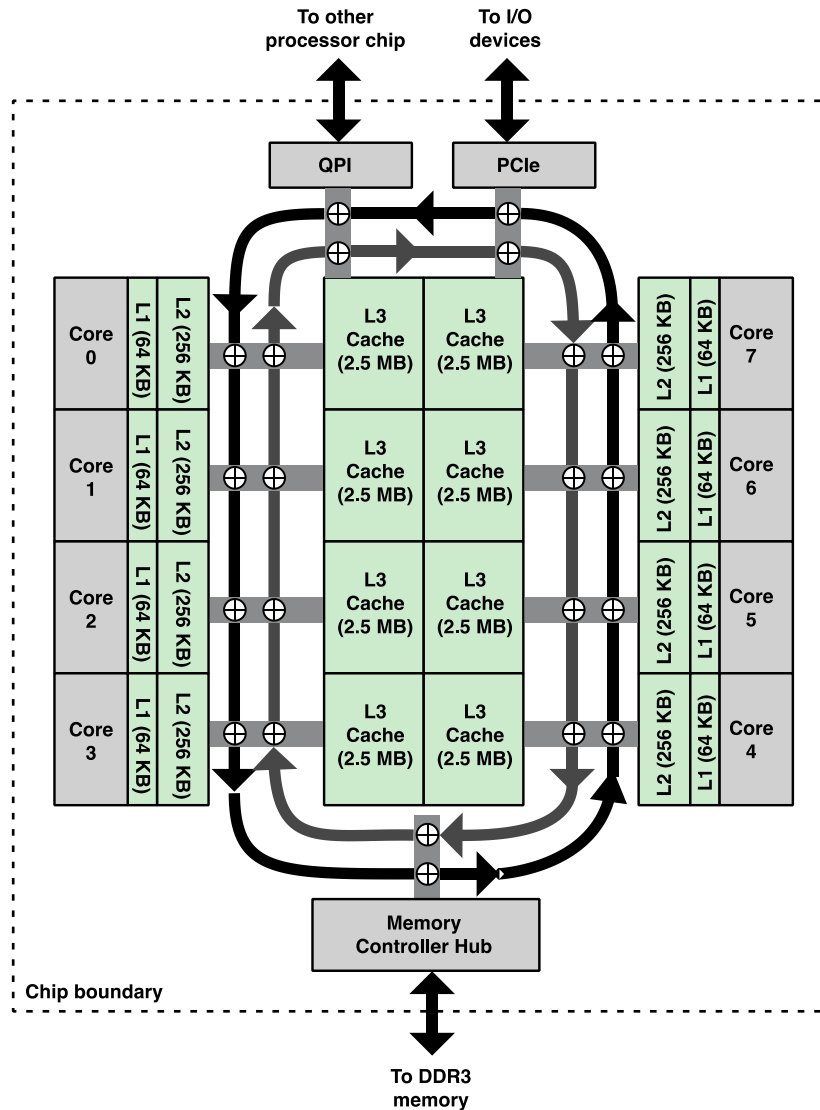 To other
processor chip
To I/O
devices
QPI
PCIe
Core
0
L1 (64 KB)
L2 (256 KB)
L3
Cache
(2.5 MB)
L3
Cache
(2.5 MB)
L2 (256 KB)
L1 (64 KB)
Core
7
Core
1
L1 (64 KB)
L2 (256 KB)
L3
Cache
(2.5 MB)
L3
Cache
(2.5 MB)
L2 (256 KB)
L1 (64 KB)
Core
6
Core
2
L1 (64 KB)
L2 (256 KB)
L3
Cache
(2.5 MB)
L3
Cache
(2.5 MB)
L2 (256 KB)
L1 (64 KB)
Core
5
Core
3
L1 (64 KB)
L2 (256 KB)
L3
Cache
(2.5 MB)
L3
Cache
(2.5 MB)
L2 (256 KB)
L1 (64 KB)
Core
4
Memory
Controller Hub
Chip boundary
To DDR3
memory